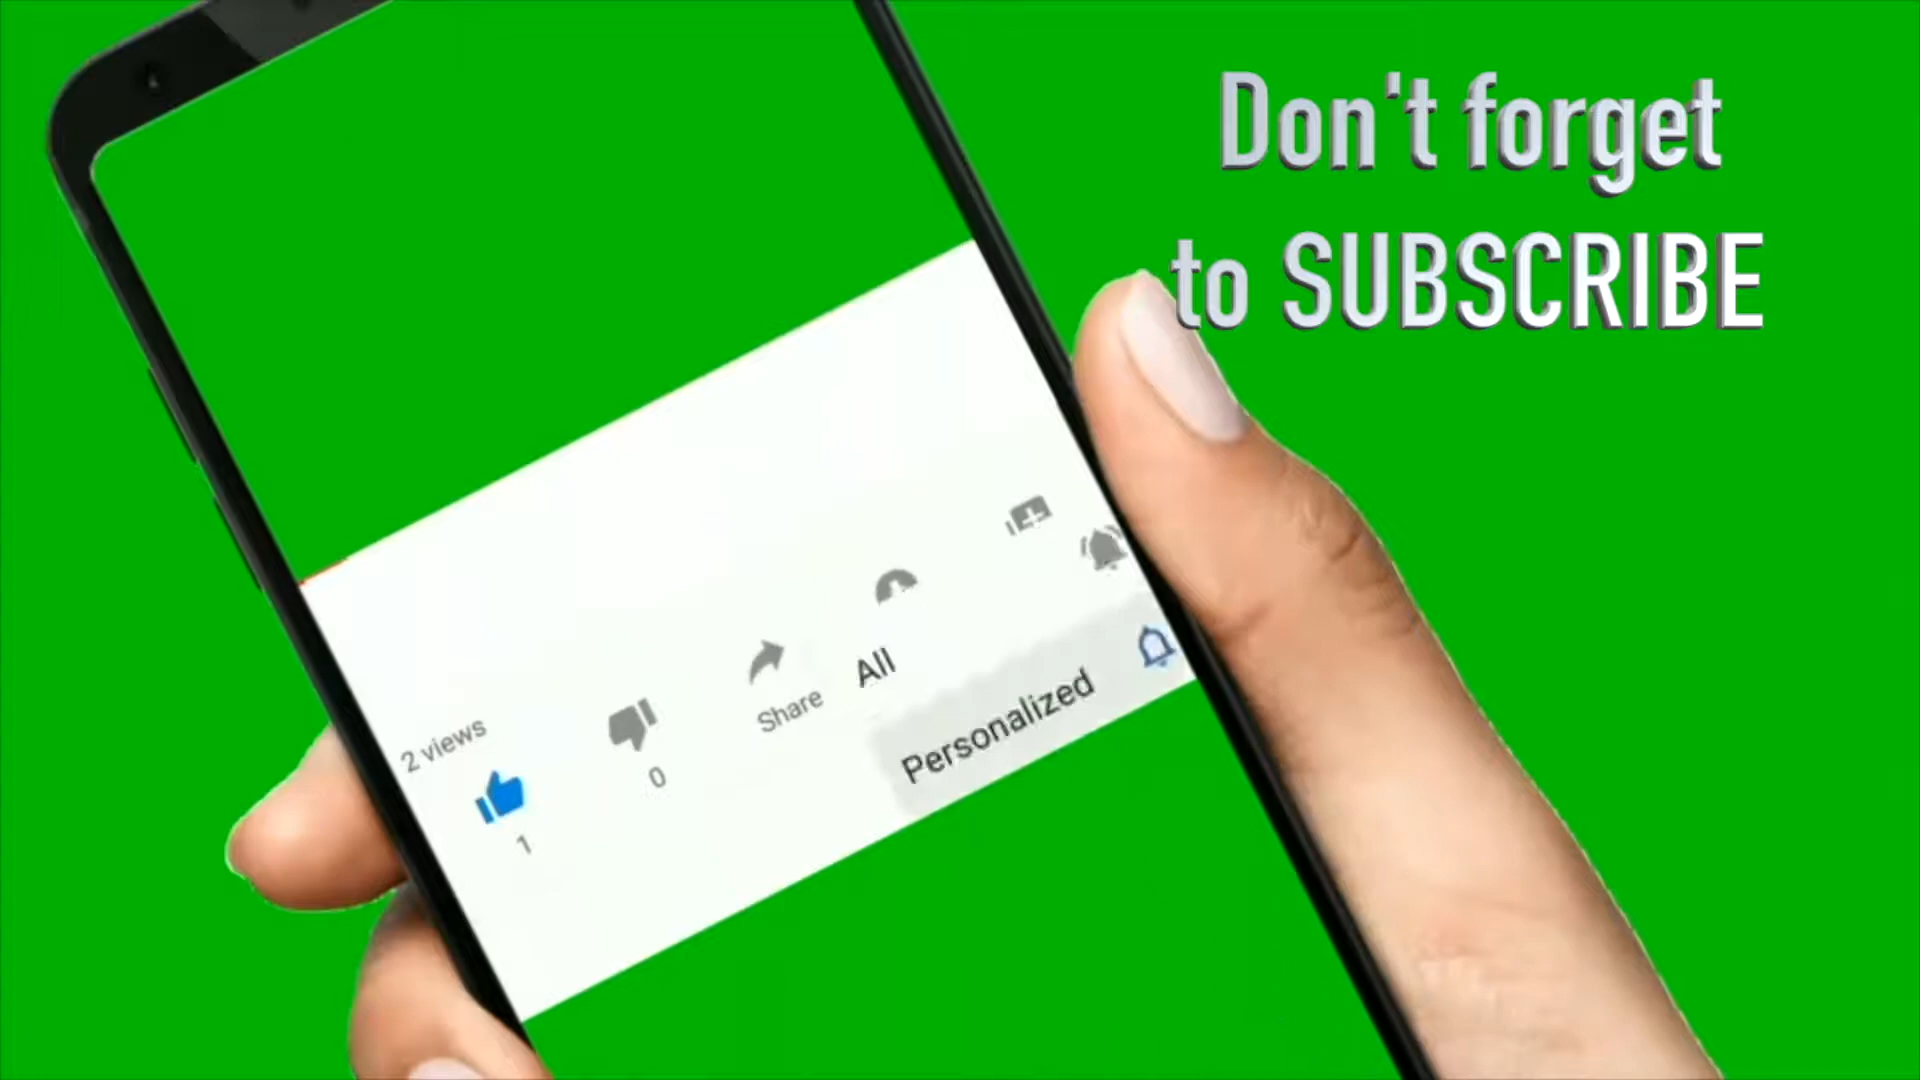 Don't forget
to SUBSCRIBE
2 views
1
0
Share
All
Personalized